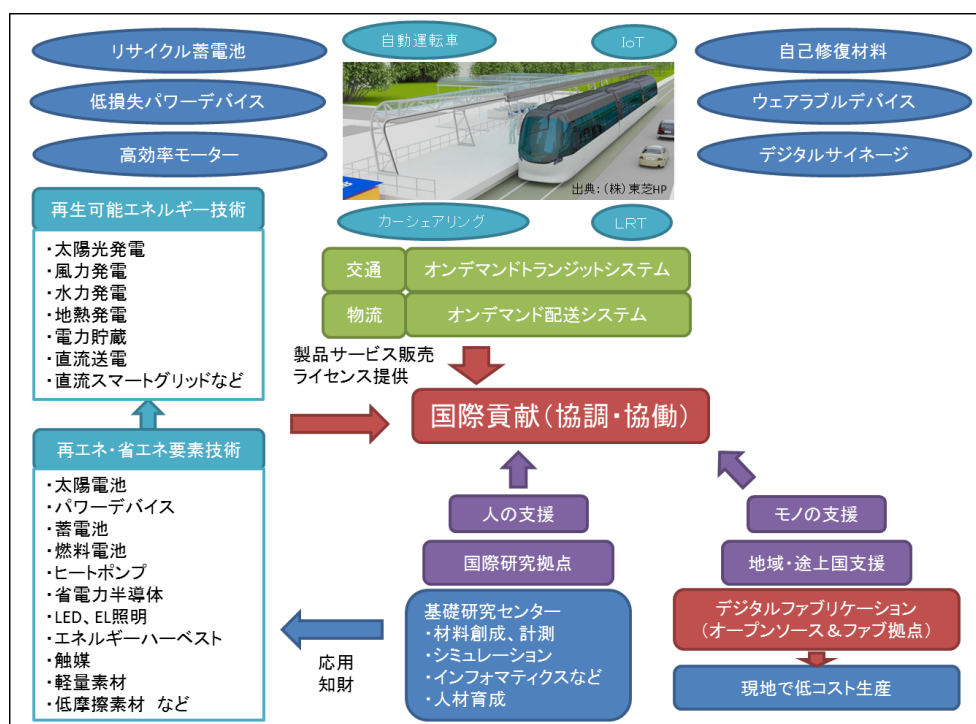 リサイクル蓄電池
低損失パワーデバイス
高効率モーター
自動運転車
IoT
自己修復材料
ウェアラブルデバイス
デジタルサイネージ
出典：(株)東芝HP
カーシェアリング
LRT
再生可能エネルギー技術
・太陽光発電
・風力発電
・水力発電
・地熱発電
・電力貯蔵
・直流送電
・直流スマートグリッドなど
交通
オンデマンドトランジットシステム
物流
オンデマンド配送システム
製品サービス販売
ライセンス提供
国際貢献（協調・協働）
再エネ・省エネ要素技術
・太陽電池
・パワーデバイス
・蓄電池
・燃料電池
・ヒートポンプ
・省電力半導体
・LED、EL照明
・エネルギーハーベスト
・触媒
・軽量素材
・低摩擦素材 など
人の支援
国際研究拠点
基礎研究センター
・材料創成、計測
・シミュレーション
・インフォマティクスなど
・人材育成
応用
知財
モノの支援
地域・途上国支援
デジタルファブリケーション
（オープンソース＆ファブ拠点）
現地で低コスト生産